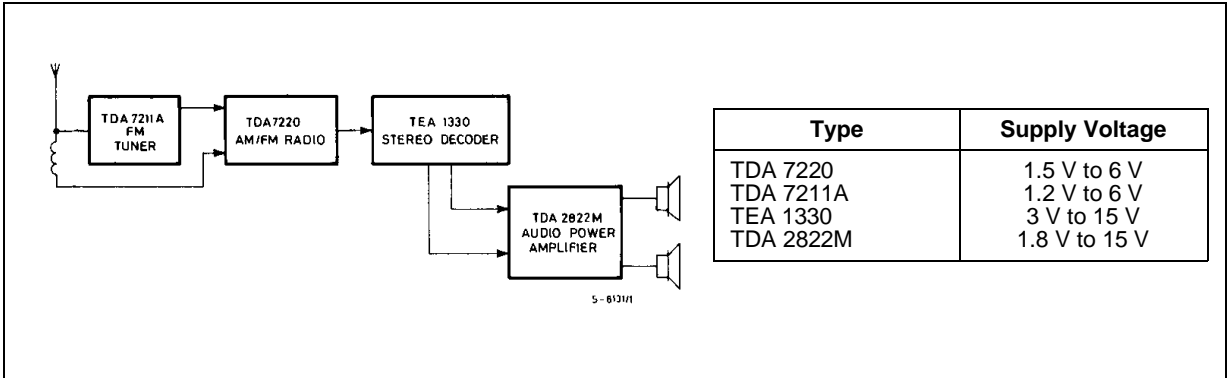 TDA 7211A
FM
TUNER
TDA7220
AM/FM RADIO
TEA 1330
STEREO DECODER
TDA 2822M
AUDIO POWER
AMPLIFIER
S-6131/1
Type Supply Voltage
TDA 7220 1.5 V to 6 V
TDA 7211A 1.2 V to 6 V
TEA 1330 3 V to 15 V
TDA 2822M 1.8 V to 15 V